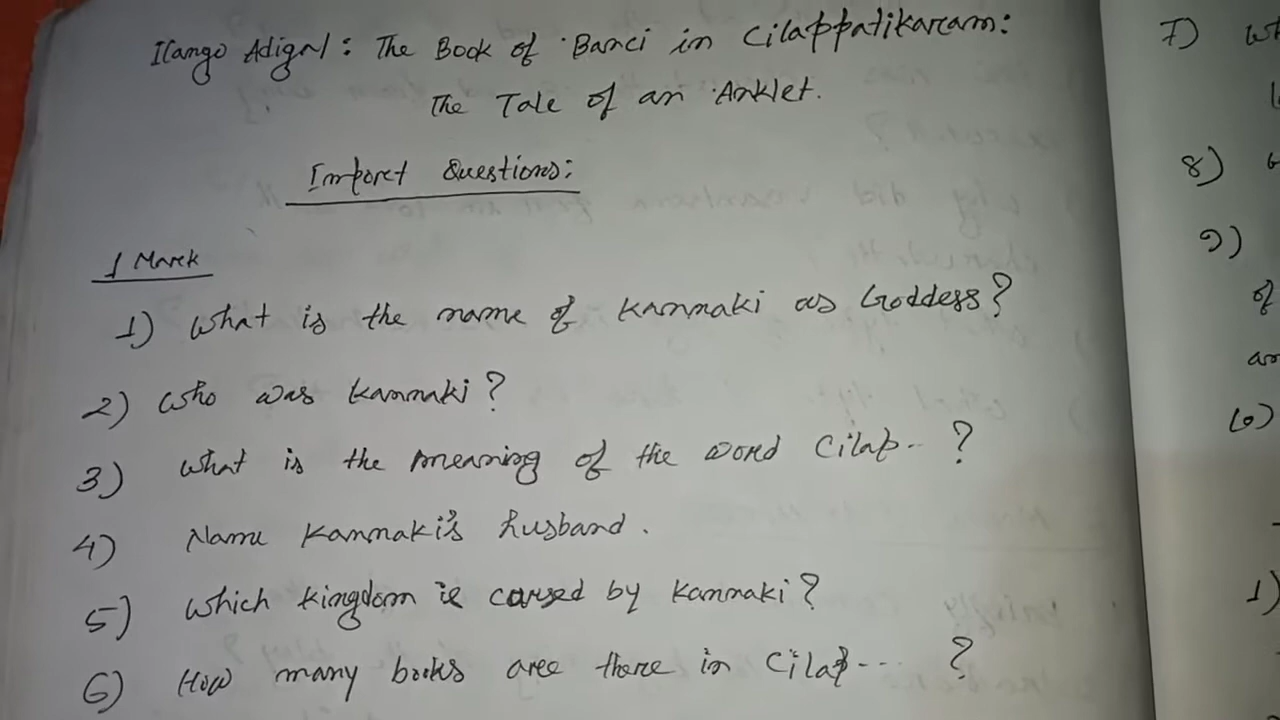 Ilango Adigal: The Book of Banci in Cilappatikaram:
The Tale of an Anklet.
Import Questions:
1 Mark
1) What is the name of Kannaki as Goddess?
2) Who was Kannaki?
3) What is the meaning of the word Cilap.. ?
4) Name Kannaki's husband.
5) Which kingdom is cursed by Kannaki?
6) How many books are there in Cilap--- ?
7)
8)
9)
of
10)
1)